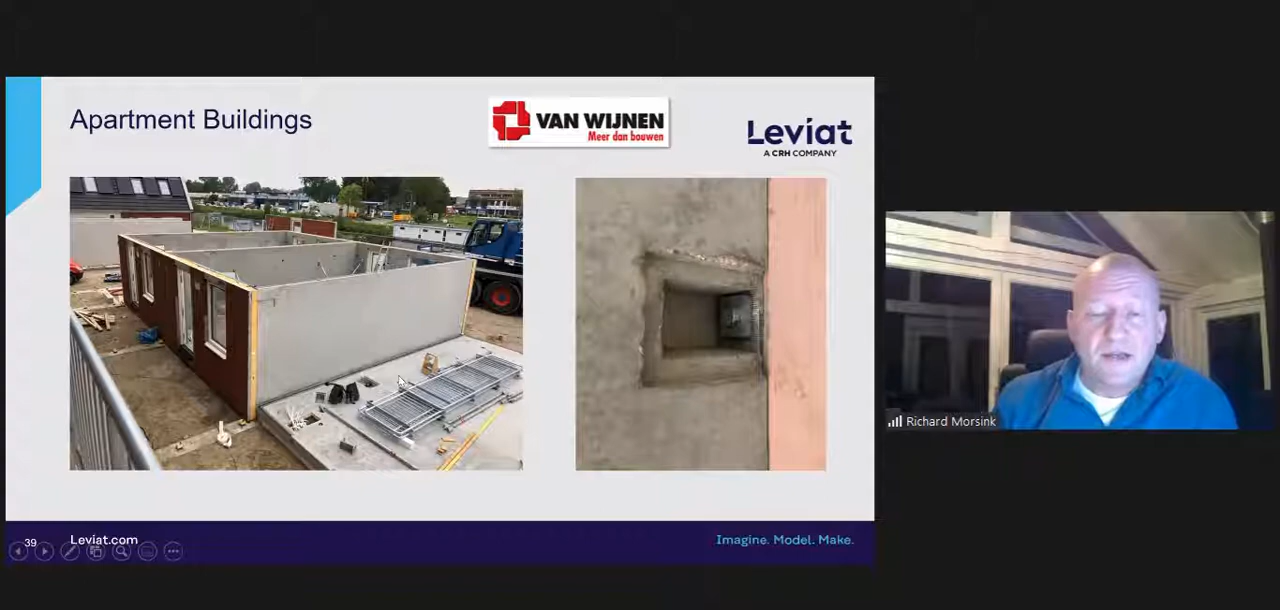 Apartment Buildings
VAN WIJNEN
Meer dan bouwen
Leviat
A CRH COMPANY
Richard Morsink
39
Leviat.com
Imagine. Model. Make.